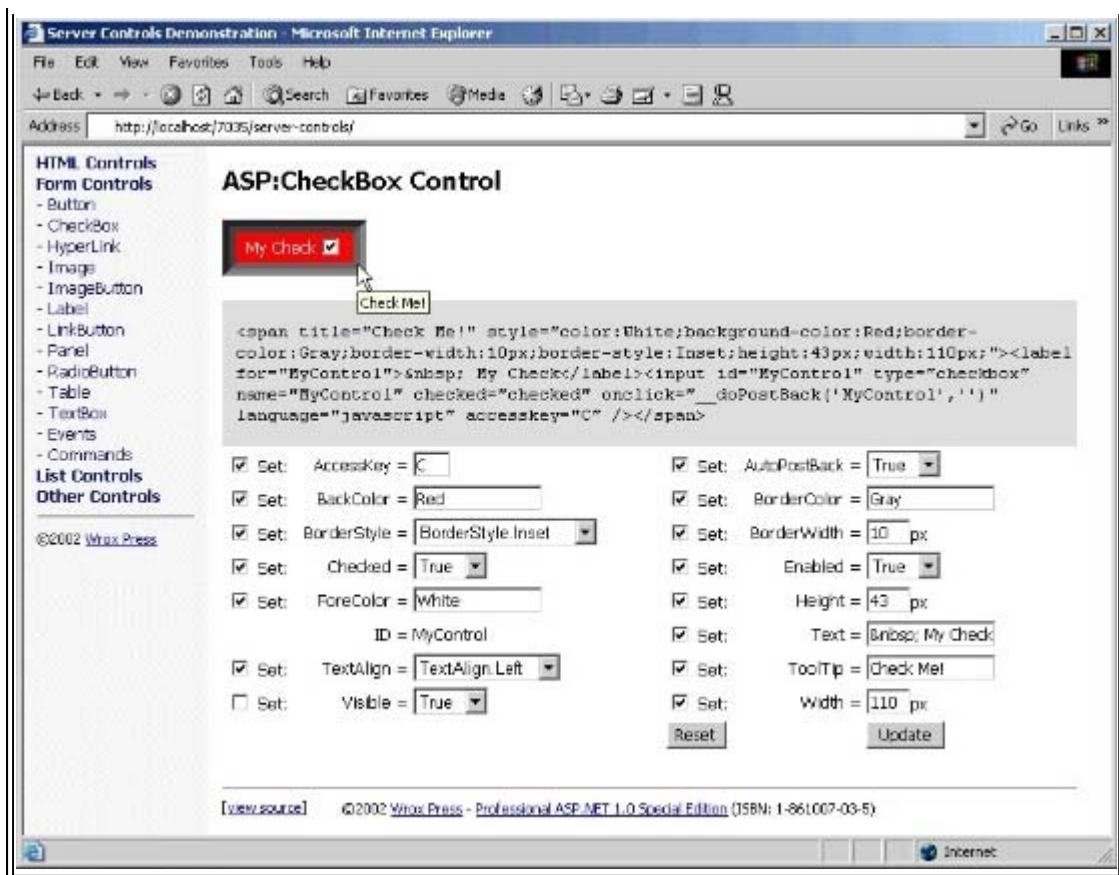 Server Controls Demonstration - Microsoft Internet Explorer
File Edit View Favorites Tools Help
Back Search Favorites Media
Address http://localhost/7035/server-controls/ Go Links »
HTML Controls
Form Controls
- Button
- CheckBox
- HyperLink
- Image
- ImageButton
- Label
- LinkButton
- Panel
- RadioButton
- Table
- TextBox
- Events
- Commands
List Controls
Other Controls
©2002 Wrox Press
ASP:CheckBox Control
My Check
Check Me!
<span title="Check Me!" style="color:White;background-color:Red;border-
color:Gray;border-width:10px;border-style:Inset;height:43px;width:110px;"><label
for="MyControl">&nbsp; My Check</label><input id="MyControl" type="checkbox"
name="MyControl" checked="checked" onclick="__doPostBack('MyControl','')"
language="javascript" accesskey="C" /></span>
Set: AccessKey = C Set: AutoPostBack = True
Set: BackColor = Red Set: BorderColor = Gray
Set: BorderStyle = BorderStyle.Inset Set: BorderWidth = 10 px
Set: Checked = True Set: Enabled = True
Set: ForeColor = White Set: Height = 43 px
ID = MyControl Set: Text = &nbsp; My Check
Set: TextAlign = TextAlign.Left Set: ToolTip = Check Me!
Set: Visible = True Set: Width = 110 px
Reset Update
[view source] ©2002 Wrox Press - Professional ASP.NET 1.0 Special Edition (ISBN: 1-861007-03-5)
Internet